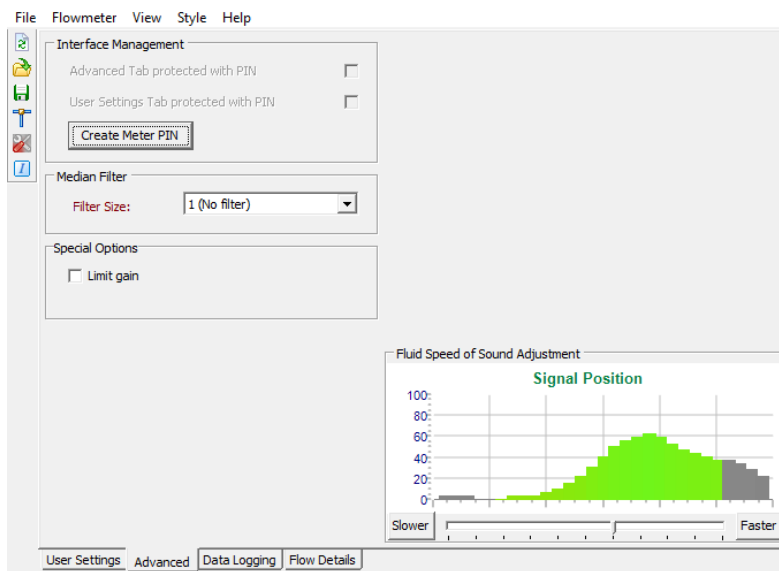 File Flowmeter View Style Help
Interface Management
Advanced Tab protected with PIN
User Settings Tab protected with PIN
Create Meter PIN
Median Filter
Filter Size: 1 (No filter)
Special Options
Limit gain
Fluid Speed of Sound Adjustment
Signal Position
100
80
60
40
20
0
Slower Faster
User Settings Advanced Data Logging Flow Details